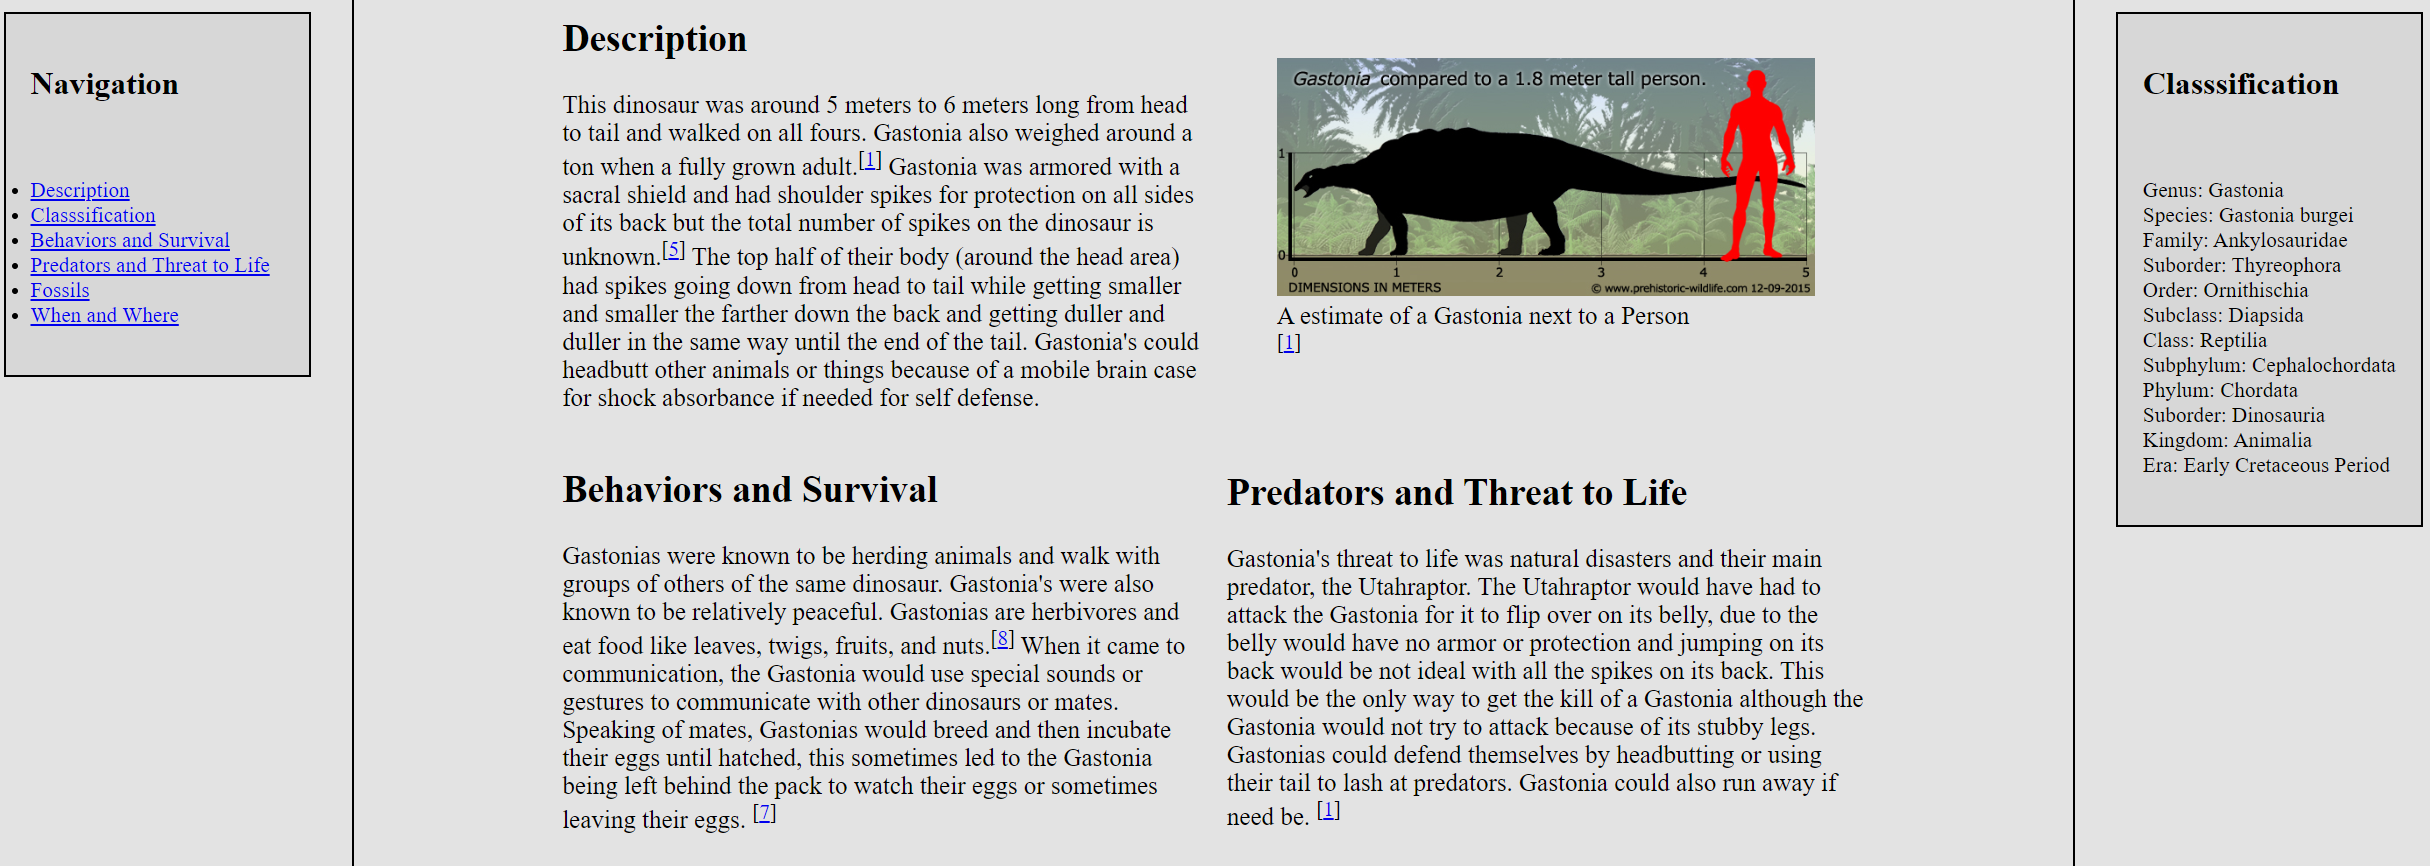 Navigation
Description
Classsification
Behaviors and Survival
Predators and Threat to Life
Fossils
When and Where
Description
This dinosaur was around 5 meters to 6 meters long from head
to tail and walked on all fours. Gastonia also weighed around a
ton when a fully grown adult.[1] Gastonia was armored with a
sacral shield and had shoulder spikes for protection on all sides
of its back but the total number of spikes on the dinosaur is
unknown.[5] The top half of their body (around the head area)
had spikes going down from head to tail while getting smaller
and smaller the farther down the back and getting duller and
duller in the same way until the end of the tail. Gastonia's could
headbutt other animals or things because of a mobile brain case
for shock absorbance if needed for self defense.
Gastonia compared to a 1.8 meter tall person.
1
0
0 1 2 3 4 5
DIMENSIONS IN METERS © www.prehistoric-wildlife.com 12-09-2015
A estimate of a Gastonia next to a Person
[1]
Behaviors and Survival
Gastonias were known to be herding animals and walk with
groups of others of the same dinosaur. Gastonia's were also
known to be relatively peaceful. Gastonias are herbivores and
eat food like leaves, twigs, fruits, and nuts.[8] When it came to
communication, the Gastonia would use special sounds or
gestures to communicate with other dinosaurs or mates.
Speaking of mates, Gastonias would breed and then incubate
their eggs until hatched, this sometimes led to the Gastonia
being left behind the pack to watch their eggs or sometimes
leaving their eggs. [7]
Predators and Threat to Life
Gastonia's threat to life was natural disasters and their main
predator, the Utahraptor. The Utahraptor would have had to
attack the Gastonia for it to flip over on its belly, due to the
belly would have no armor or protection and jumping on its
back would be not ideal with all the spikes on its back. This
would be the only way to get the kill of a Gastonia although the
Gastonia would not try to attack because of its stubby legs.
Gastonias could defend themselves by headbutting or using
their tail to lash at predators. Gastonia could also run away if
need be. [1]
Classsification
Genus: Gastonia
Species: Gastonia burgei
Family: Ankylosauridae
Suborder: Thyreophora
Order: Ornithischia
Subclass: Diapsida
Class: Reptilia
Subphylum: Cephalochordata
Phylum: Chordata
Suborder: Dinosauria
Kingdom: Animalia
Era: Early Cretaceous Period